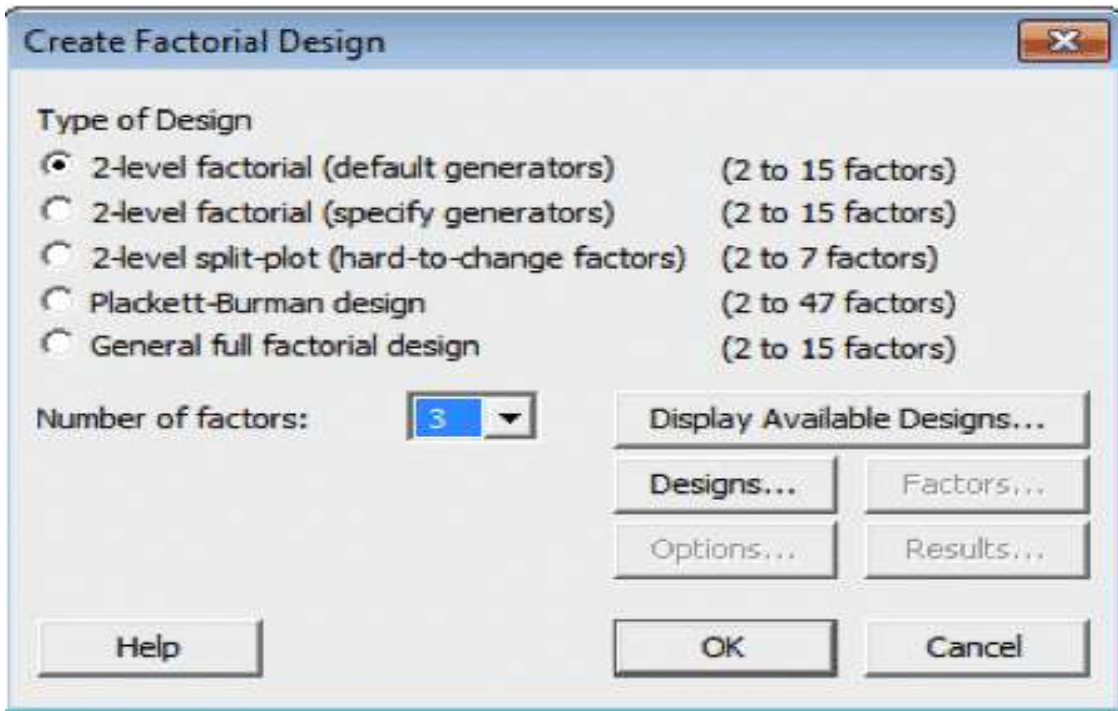 Create Factorial Design
Type of Design
2-level factorial (default generators) (2 to 15 factors)
2-level factorial (specify generators) (2 to 15 factors)
2-level split-plot (hard-to-change factors) (2 to 7 factors)
Plackett-Burman design (2 to 47 factors)
General full factorial design (2 to 15 factors)
Number of factors: 3 Display Available Designs...
Designs... Factors...
Options... Results...
Help OK Cancel